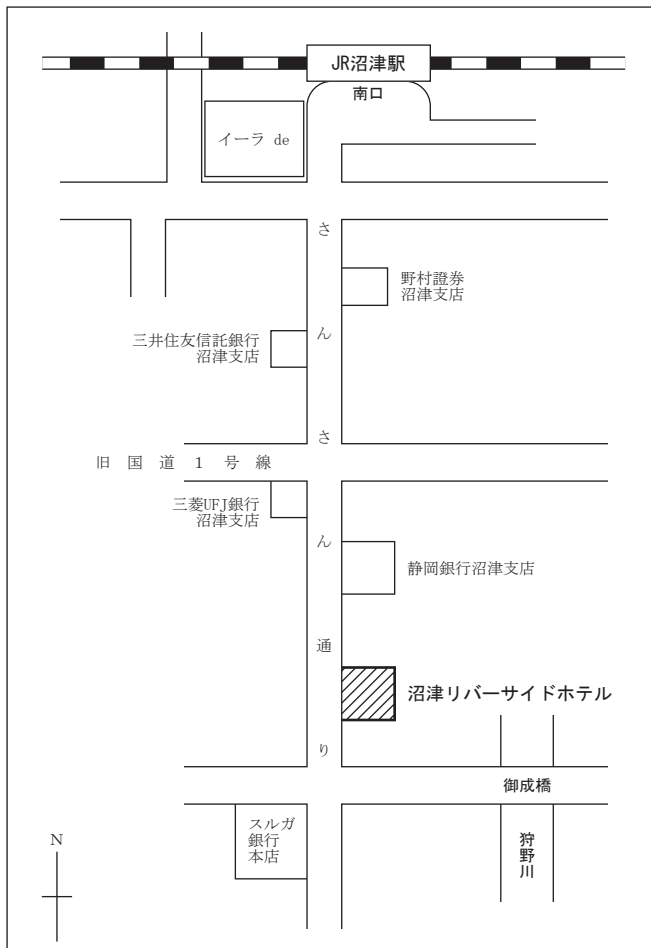 JR沼津駅
南口
イーラ de
さんさん通り
野村證券
沼津支店
三井住友信託銀行
沼津支店
旧国道1号線
三菱UFJ銀行
沼津支店
静岡銀行沼津支店
沼津リバーサイドホテル
御成橋
スルガ
銀行
本店
狩野川
N